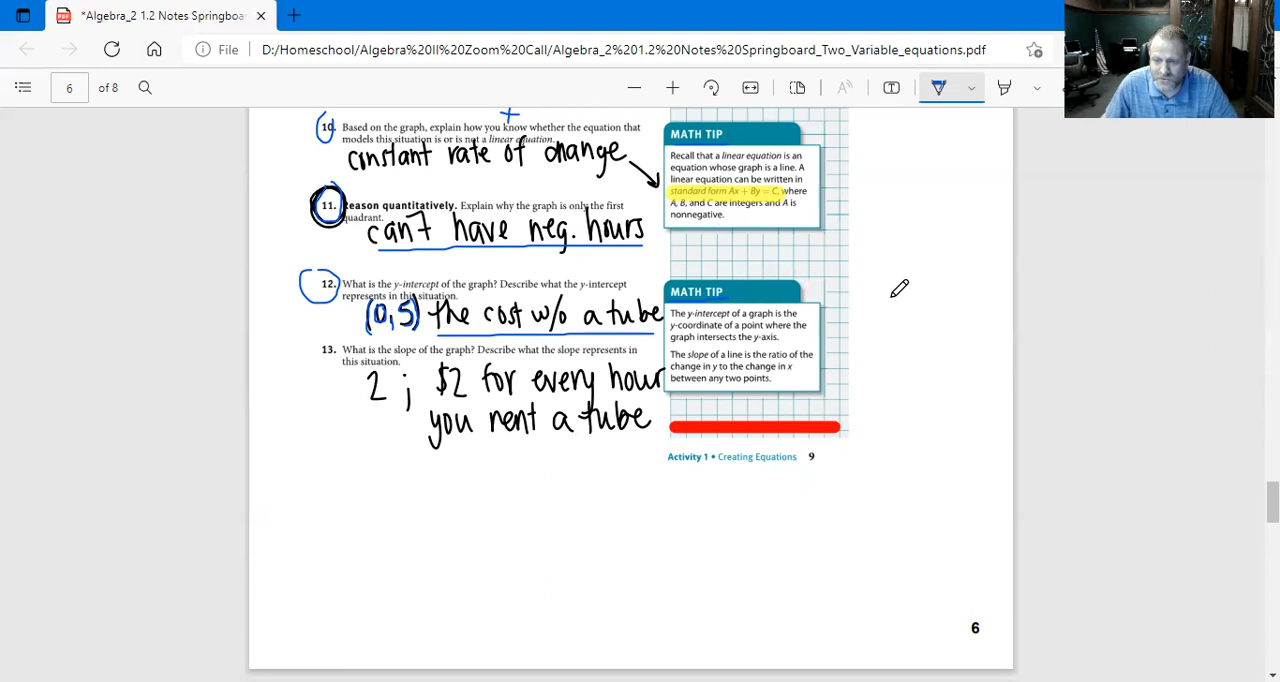 *Algebra_2 1.2 Notes Springboa
File
D:/Homeschool/Algebra%20II%20Zoom%20Call/Algebra_2%201.2%20Notes%20Springboard_Two_Variable_equations.pdf
6 of 8
10. Based on the graph, explain how you know whether the equation that
models this situation is or is not a linear equation.
+
constant rate of change
11. Reason quantitatively. Explain why the graph is only the first
quadrant.
can't have neg. hours
12. What is the y-intercept of the graph? Describe what the y-intercept
represents in this situation.
(0,5) the cost w/o a tube
13. What is the slope of the graph? Describe what the slope represents in
this situation.
2 ; $2 for every hour
you rent a tube
MATH TIP
Recall that a linear equation is an
equation whose graph is a line. A
linear equation can be written in
standard form Ax + By = C, where
A, B, and C are integers and A is
nonnegative.
MATH TIP
The y-intercept of a graph is the
y-coordinate of a point where the
graph intersects the y-axis.
The slope of a line is the ratio of the
change in y to the change in x
between any two points.
Activity 1 • Creating Equations 9
6